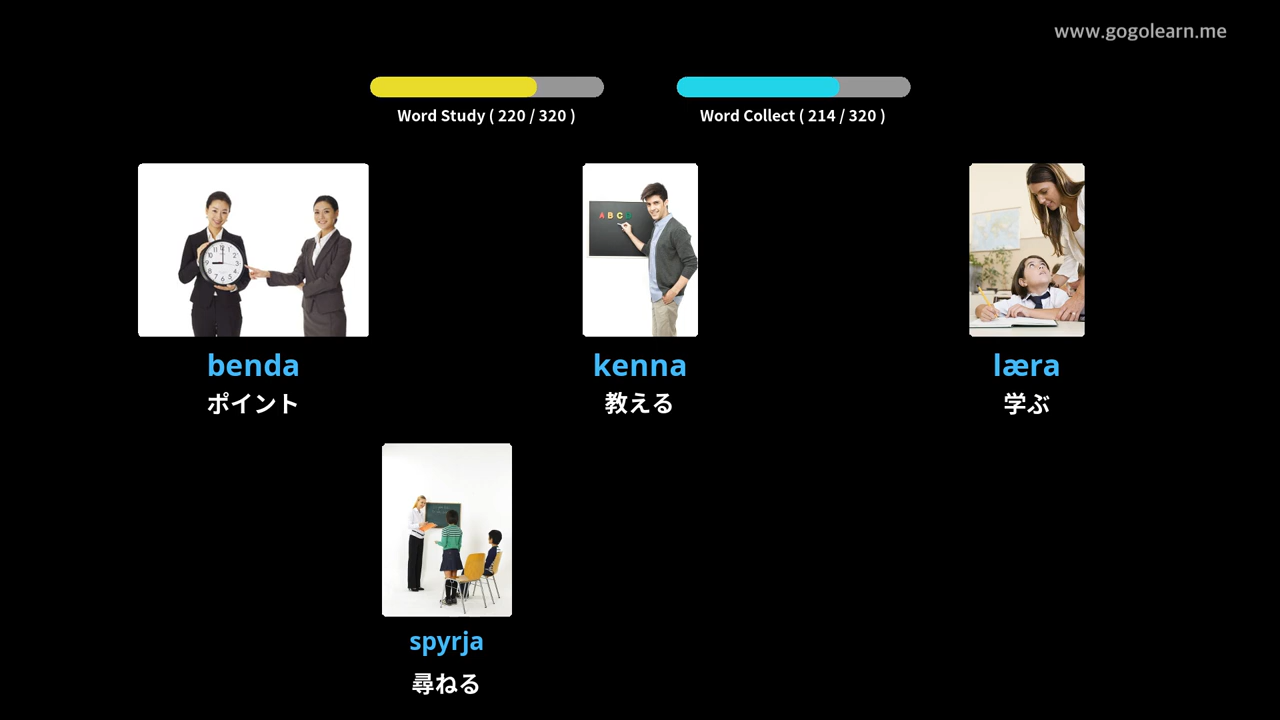 www.gogolearn.me
Word Study ( 220 / 320 )
Word Collect ( 214 / 320 )
A B C D
benda
kenna
læra
ポイント
教える
学ぶ
spyrja
尋ねる